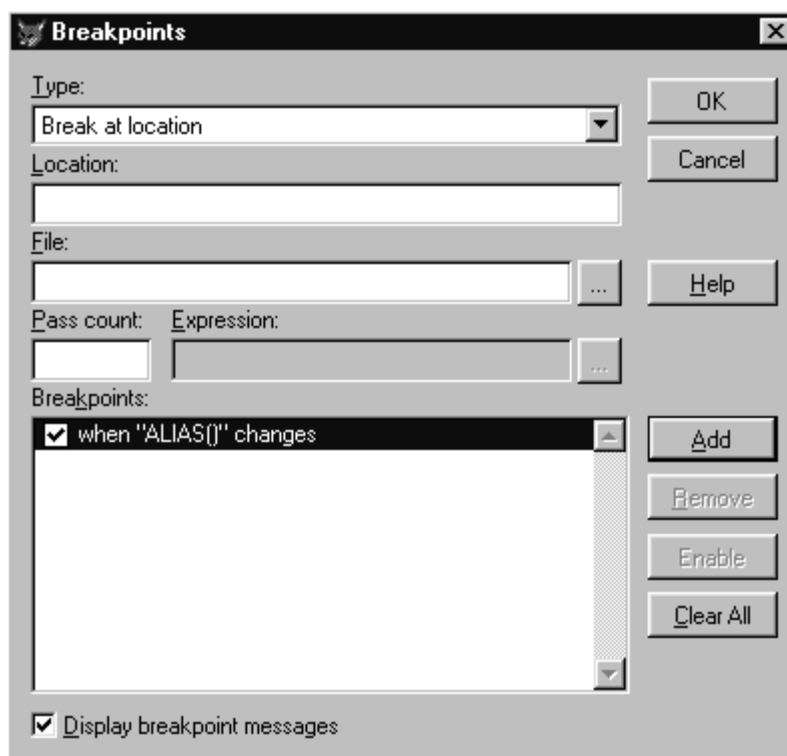 Breakpoints
Type:
OK
Break at location
Location:
Cancel
File:
...
Help
Pass count: Expression:
...
Breakpoints:
when "ALIAS()" changes
Add
Remove
Enable
Clear All
Display breakpoint messages